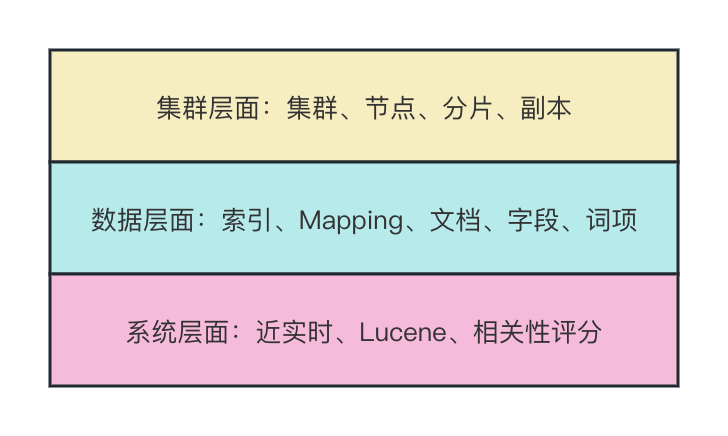 集群层面：集群、节点、分片、副本
数据层面：索引、Mapping、文档、字段、词项
系统层面：近实时、Lucene、相关性评分